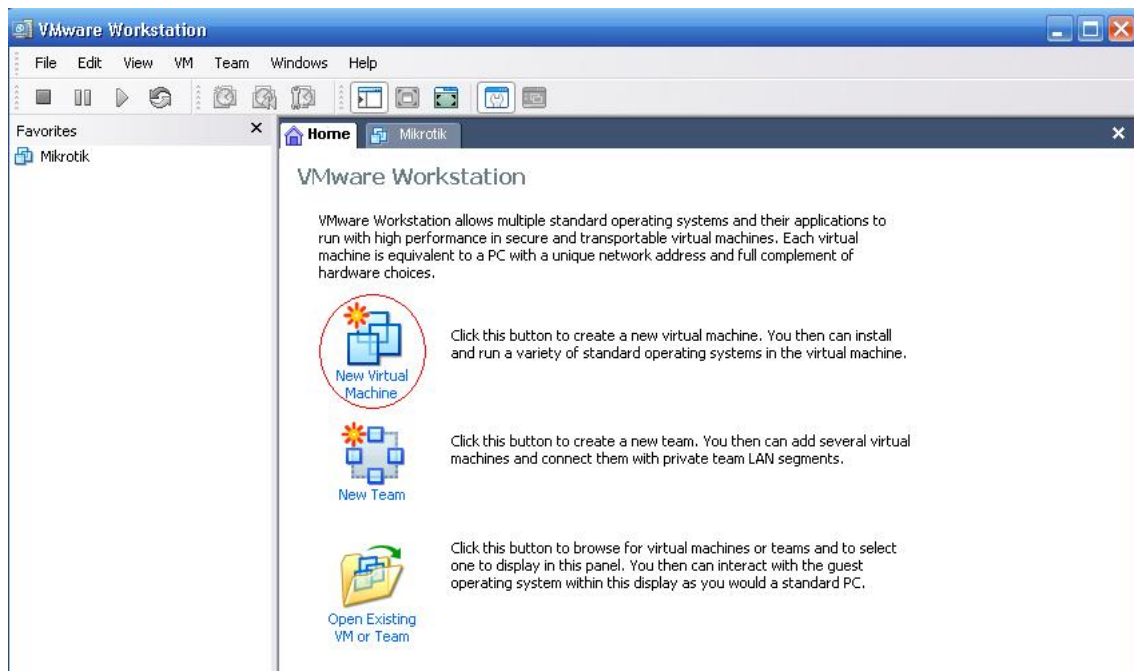 VMware Workstation
File Edit View VM Team Windows Help
Favorites
Mikrotik
Home
Mikrotik
VMware Workstation
VMware Workstation allows multiple standard operating systems and their applications to
run with high performance in secure and transportable virtual machines. Each virtual
machine is equivalent to a PC with a unique network address and full complement of
hardware choices.
New Virtual
Machine
Click this button to create a new virtual machine. You then can install
and run a variety of standard operating systems in the virtual machine.
New Team
Click this button to create a new team. You then can add several virtual
machines and connect them with private team LAN segments.
Open Existing
VM or Team
Click this button to browse for virtual machines or teams and to select
one to display in this panel. You then can interact with the guest
operating system within this display as you would a standard PC.